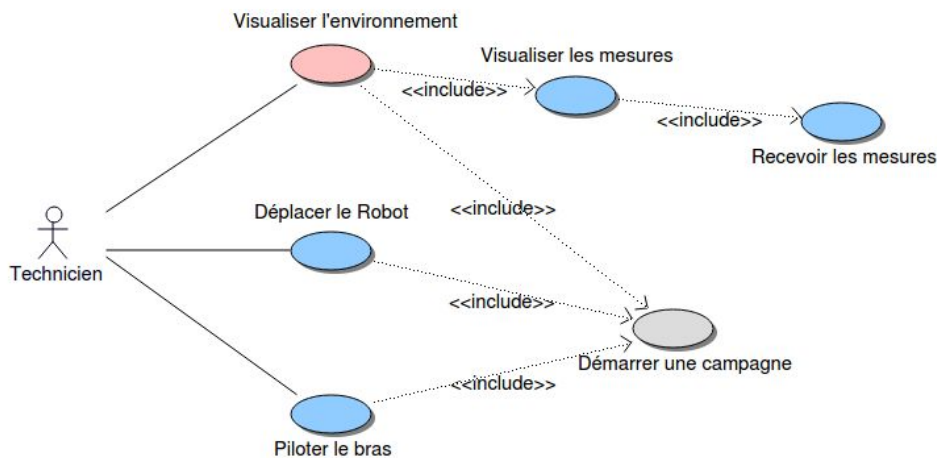 Visualiser l'environnement
Visualiser les mesures
<<include>>
<<include>>
Recevoir les mesures
Déplacer le Robot
<<include>>
Technicien
<<include>>
Démarrer une campagne
<<include>>
Piloter le bras